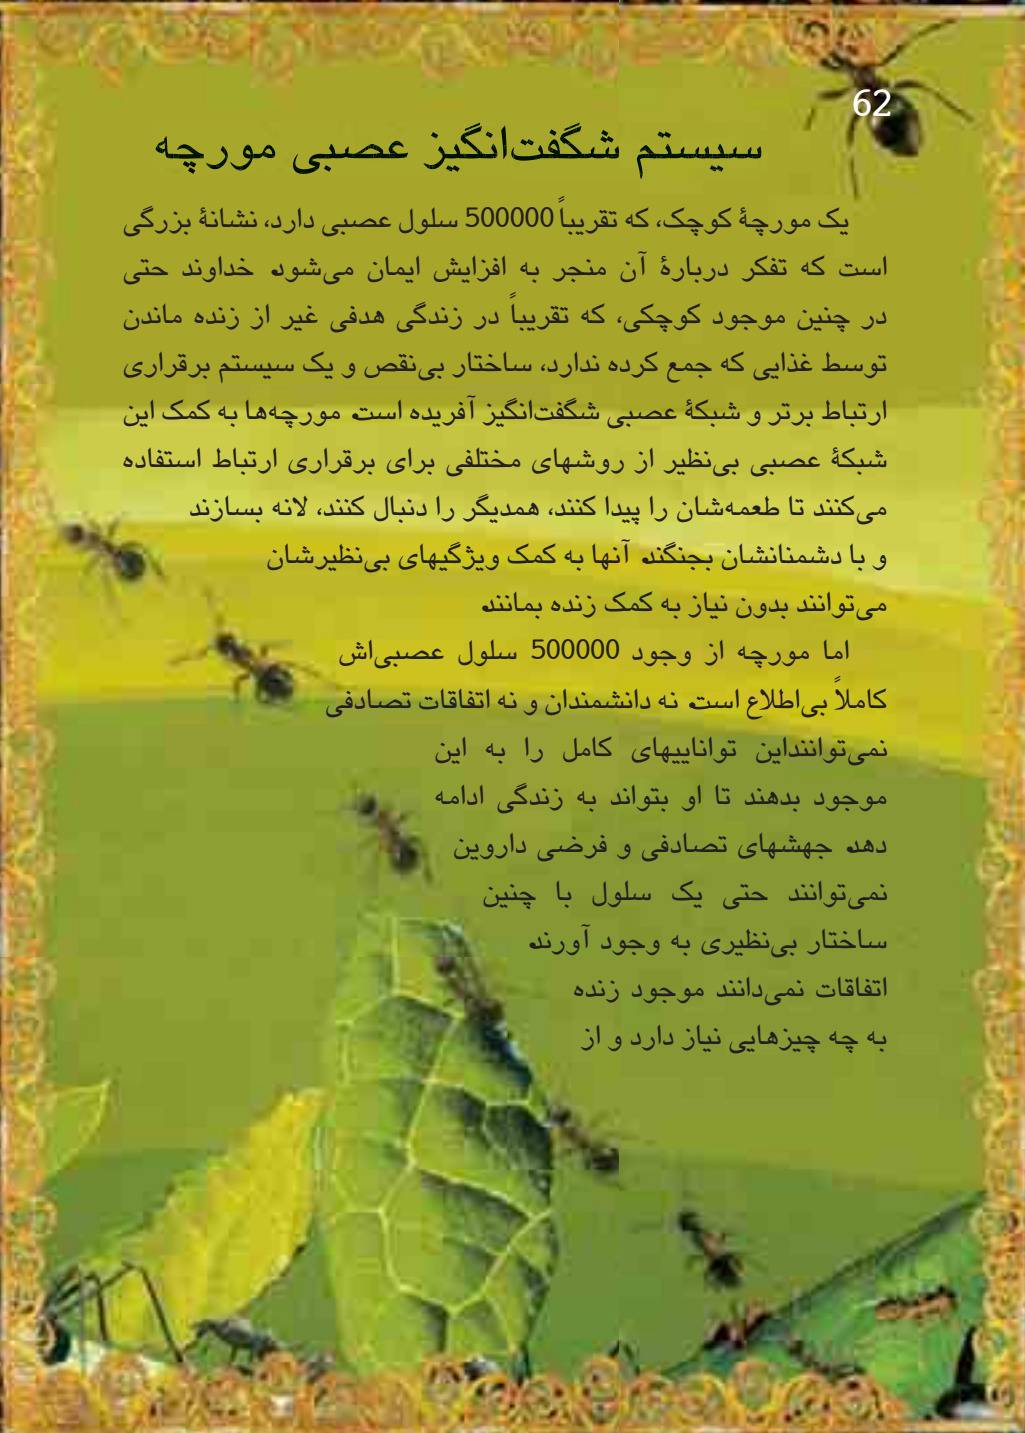 62
سیستم شگفت‌انگیز عصبی مورچه
یک مورچهٔ کوچک، که تقریباً 500000 سلول عصبی دارد، نشانهٔ بزرگی
است که تفکر دربارهٔ آن منجر به افزایش ایمان می‌شود. خداوند حتی
در چنین موجود کوچکی، که تقریباً در زندگی هدفی غیر از زنده ماندن
توسط غذایی که جمع کرده ندارد، ساختار بی‌نقص و یک سیستم برقراری
ارتباط برتر و شبکهٔ عصبی شگفت‌انگیز آفریده است. مورچه‌ها به کمک این
شبکهٔ عصبی بی‌نظیر از روشهای مختلفی برای برقراری ارتباط استفاده
می‌کنند تا طعمه‌شان را پیدا کنند، همدیگر را دنبال کنند، لانه بسازند
و با دشمنانشان بجنگند. آنها به کمک ویژگیهای بی‌نظیرشان
می‌توانند بدون نیاز به کمک زنده بمانند.
اما مورچه از وجود 500000 سلول عصبی‌اش
کاملاً بی‌اطلاع است. نه دانشمندان و نه اتفاقات تصادفی
نمی‌تواننداین تواناییهای کامل را به این
موجود بدهند تا او بتواند به زندگی ادامه
دهد. جهشهای تصادفی و فرضی داروین
نمی‌توانند حتی یک سلول با چنین
ساختار بی‌نظیری به وجود آورند.
اتفاقات نمی‌دانند موجود زنده
به چه چیزهایی نیاز دارد و از